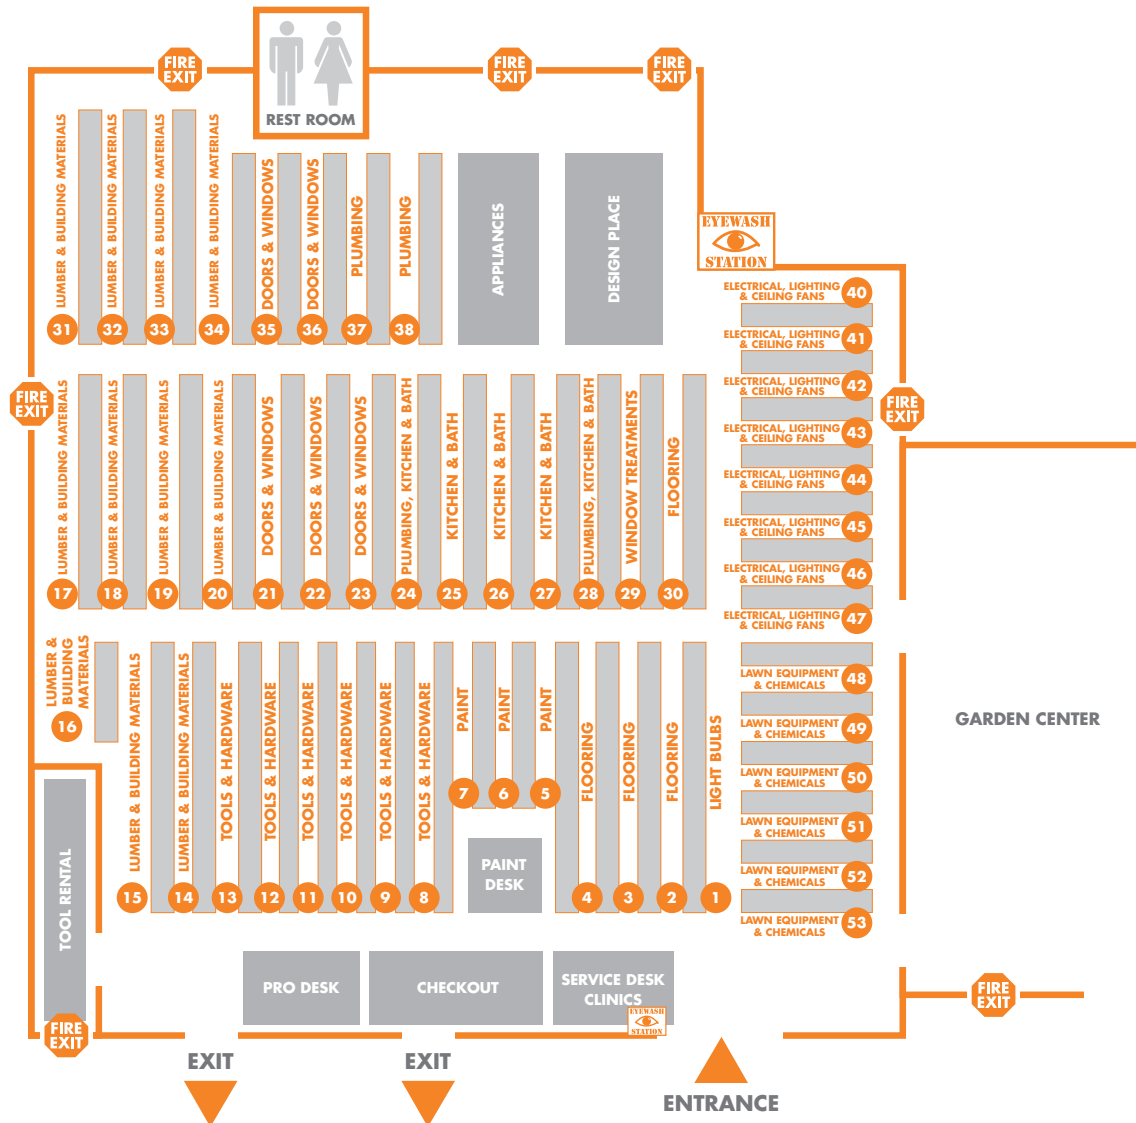 FIRE
EXIT
FIRE
EXIT
FIRE
EXIT
REST ROOM
LUMBER & BUILDING MATERIALS
31
LUMBER & BUILDING MATERIALS
32
LUMBER & BUILDING MATERIALS
33
LUMBER & BUILDING MATERIALS
34
DOORS & WINDOWS
35
DOORS & WINDOWS
36
PLUMBING
37
PLUMBING
38
APPLIANCES
DESIGN PLACE
EYEWASH
STATION
ELECTRICAL, LIGHTING
& CEILING FANS
40
ELECTRICAL, LIGHTING
& CEILING FANS
41
ELECTRICAL, LIGHTING
& CEILING FANS
42
ELECTRICAL, LIGHTING
& CEILING FANS
43
ELECTRICAL, LIGHTING
& CEILING FANS
44
ELECTRICAL, LIGHTING
& CEILING FANS
45
ELECTRICAL, LIGHTING
& CEILING FANS
46
ELECTRICAL, LIGHTING
& CEILING FANS
47
FIRE
EXIT
FIRE
EXIT
LUMBER & BUILDING MATERIALS
17
LUMBER & BUILDING MATERIALS
18
LUMBER & BUILDING MATERIALS
19
LUMBER & BUILDING MATERIALS
20
DOORS & WINDOWS
21
DOORS & WINDOWS
22
DOORS & WINDOWS
23
PLUMBING, KITCHEN & BATH
24
KITCHEN & BATH
25
KITCHEN & BATH
26
KITCHEN & BATH
27
PLUMBING, KITCHEN & BATH
28
WINDOW TREATMENTS
29
FLOORING
30
LUMBER &
BUILDING
MATERIALS
16
LUMBER & BUILDING MATERIALS
15
LUMBER & BUILDING MATERIALS
14
TOOLS & HARDWARE
13
TOOLS & HARDWARE
12
TOOLS & HARDWARE
11
TOOLS & HARDWARE
10
TOOLS & HARDWARE
9
TOOLS & HARDWARE
8
PAINT
7
PAINT
6
PAINT
5
FLOORING
4
FLOORING
3
FLOORING
2
LIGHT BULBS
1
LAWN EQUIPMENT
& CHEMICALS
48
LAWN EQUIPMENT
& CHEMICALS
49
LAWN EQUIPMENT
& CHEMICALS
50
LAWN EQUIPMENT
& CHEMICALS
51
LAWN EQUIPMENT
& CHEMICALS
52
LAWN EQUIPMENT
& CHEMICALS
53
GARDEN CENTER
PAINT
DESK
TOOL RENTAL
PRO DESK
CHECKOUT
SERVICE DESK
CLINICS
EYEWASH
STATION
FIRE
EXIT
FIRE
EXIT
EXIT
EXIT
ENTRANCE